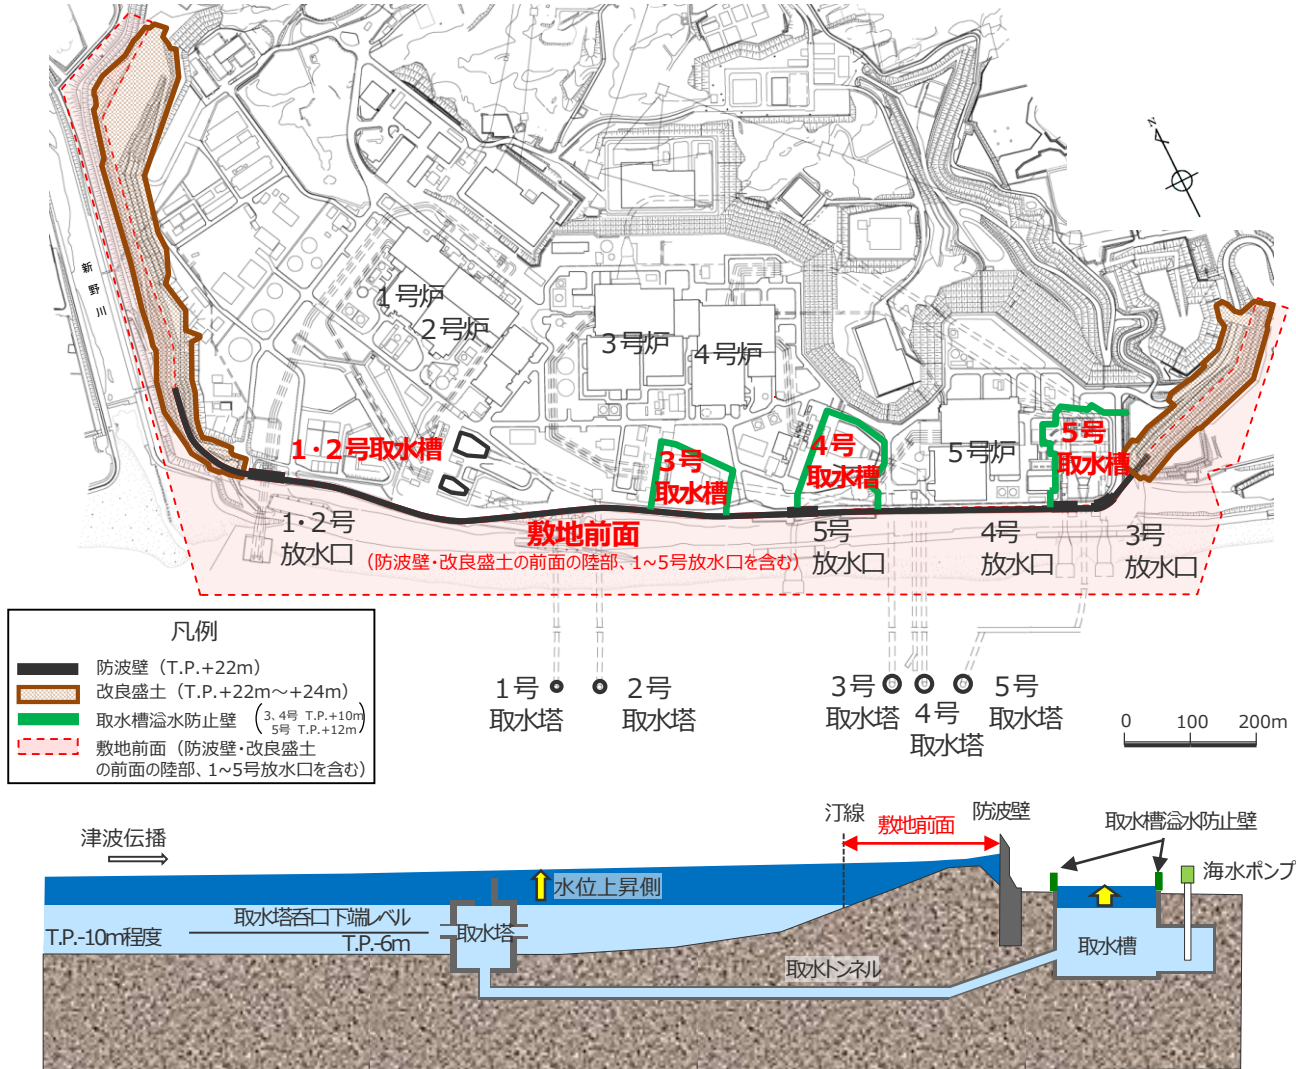 N
新野川
1号炉
2号炉
3号炉
4号炉
5号炉
1・2号取水槽
3号
取水槽
4号
取水槽
5号
取水槽
1・2号
放水口
敷地前面
（防波壁・改良盛土の前面の陸部、1~5号放水口を含む）
5号
放水口
4号
放水口
3号
放水口
凡例
防波壁（T.P.+22m）
改良盛土（T.P.+22m～+24m）
取水槽溢水防止壁（3、4号 T.P.+10m
5号 T.P.+12m）
敷地前面（防波壁・改良盛土
の前面の陸部、1~5号放水口を含む）
1号
取水塔
2号
取水塔
3号
取水塔
4号
取水塔
5号
取水塔
0 100 200m
津波伝播
汀線
防波壁
敷地前面
取水槽溢水防止壁
海水ポンプ
水位上昇側
取水塔呑口下端レベル
T.P.-10m程度
T.P.-6m
取水塔
取水槽
取水トンネル